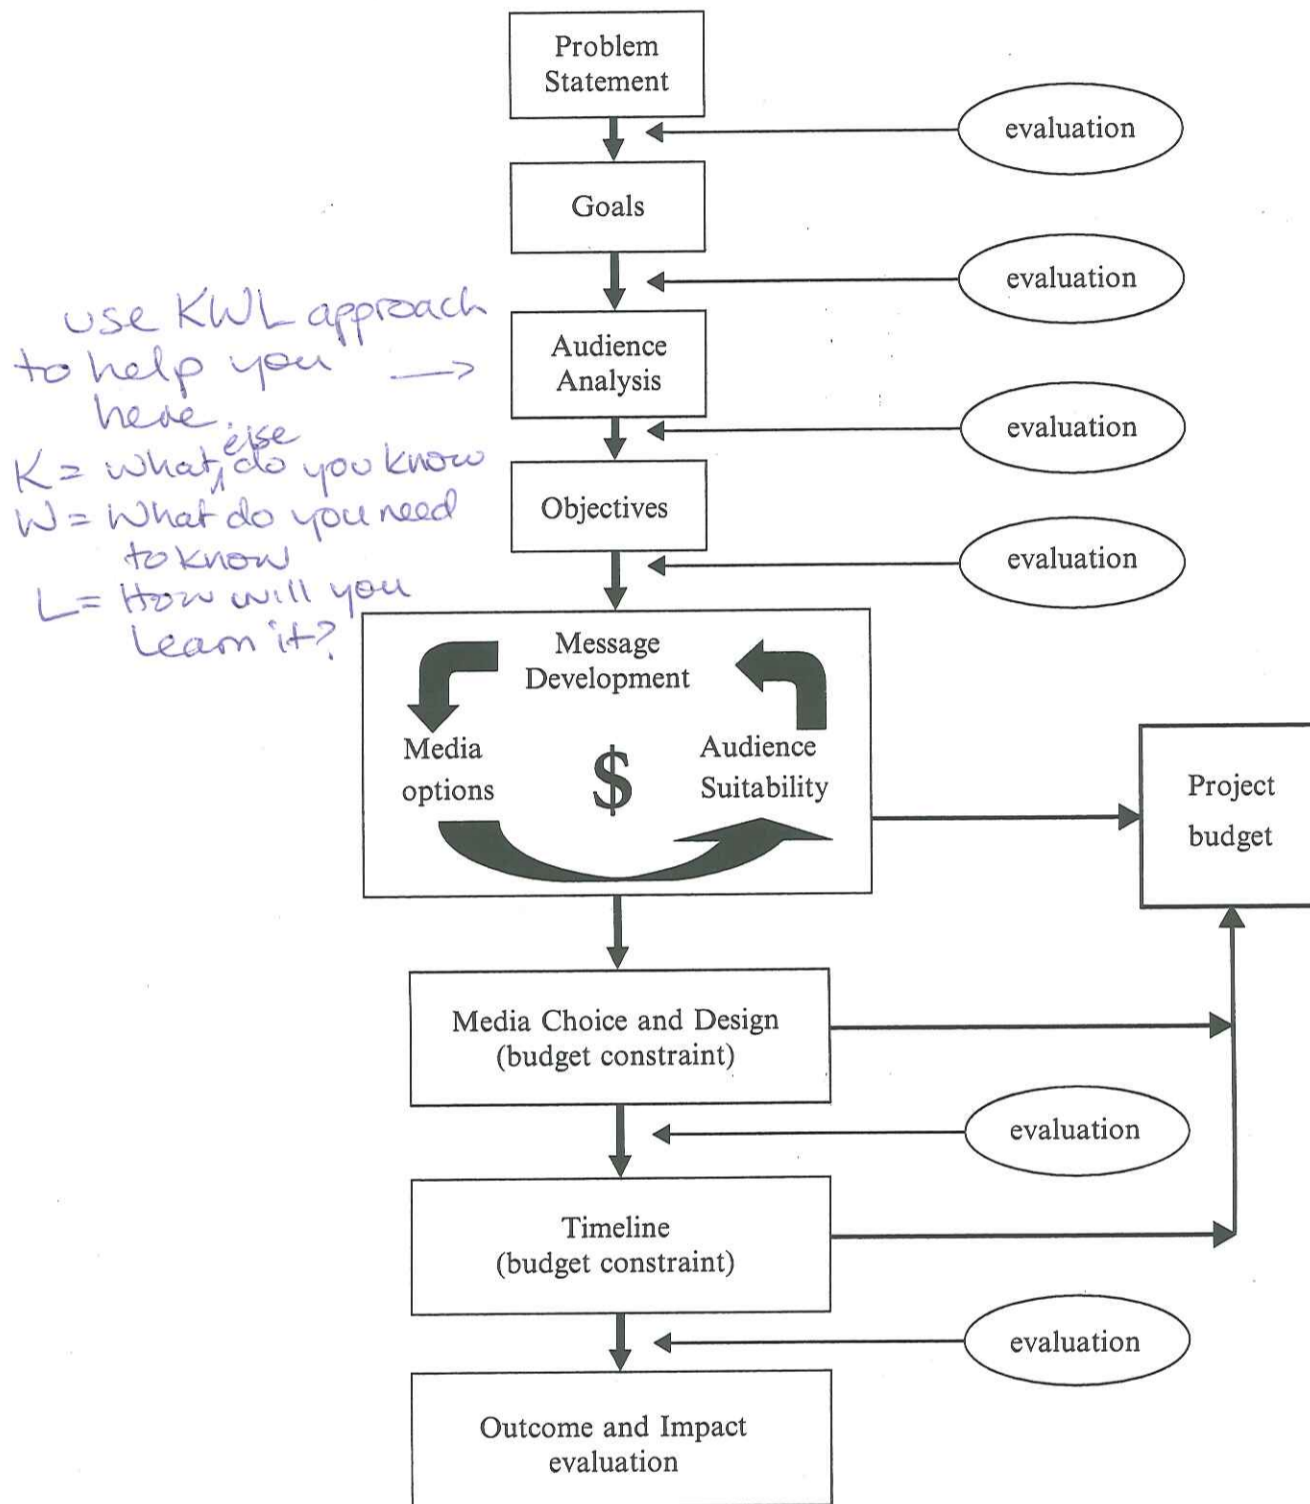 Problem
Statement
evaluation
Goals
evaluation
use KWL approach
to help you →
here.
Audience
Analysis
evaluation
else
K = what, do you know
W = What do you need
to know
L = How will you
learn it?
Objectives
evaluation
Message
Development
Media
options
$
Audience
Suitability
Project
budget
Media Choice and Design
(budget constraint)
evaluation
Timeline
(budget constraint)
evaluation
Outcome and Impact
evaluation